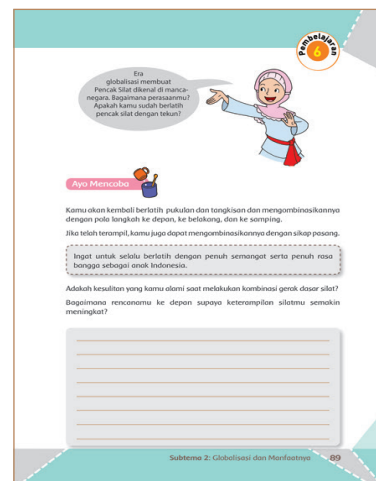 Pembelajaran
6
Era
globalisasi membuat
Pencak Silat dikenal di manca-
negara. Bagaimana perasaanmu?
Apakah kamu sudah berlatih
pencak silat dengan tekun?
Ayo Mencoba
Kamu akan kembali berlatih pukulan dan tangkisan dan mengombinasikannya
dengan pola langkah ke depan, ke belakang, dan ke samping.
Jika telah terampil, kamu juga dapat mengombinasikannya dengan sikap pasang.
Ingat untuk selalu berlatih dengan penuh semangat serta penuh rasa
bangga sebagai anak Indonesia.
Adakah kesulitan yang kamu alami saat melakukan kombinasi gerak dasar silat?
Bagaimana rencanamu ke depan supaya keterampilan silatmu semakin
meningkat?
Subtema 2: Globalisasi dan Manfaatnya 89